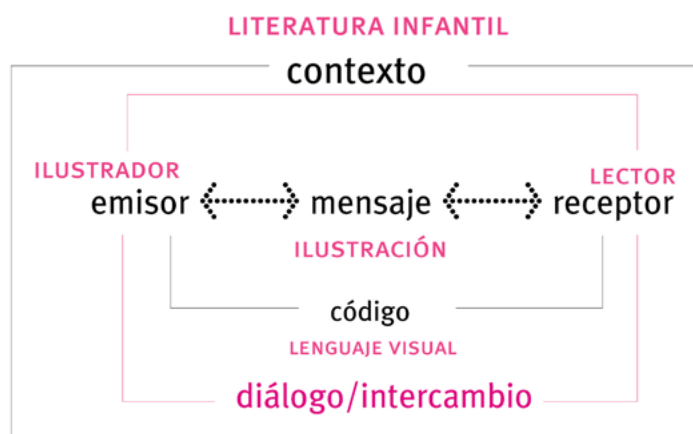 LITERATURA INFANTIL
contexto
ILUSTRADOR
LECTOR
emisor mensaje receptor
ILUSTRACIÓN
código
LENGUAJE VISUAL
diálogo/intercambio